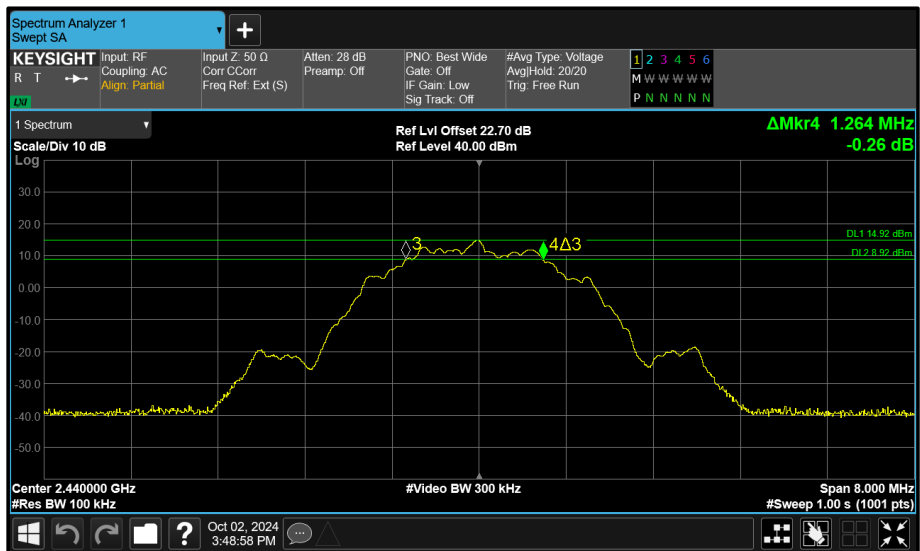 Spectrum Analyzer 1
Swept SA
+
KEYSIGHT
R T
LXI
Input: RF
Coupling: AC
Align: Partial
Input Z: 50 Ω
Corr CCorr
Freq Ref: Ext (S)
Atten: 28 dB
Preamp: Off
PNO: Best Wide
Gate: Off
IF Gain: Low
Sig Track: Off
#Avg Type: Voltage
Avg|Hold: 20/20
Trig: Free Run
1 2 3 4 5 6
M W W W W W
P N N N N N
1 Spectrum
Scale/Div 10 dB
Log
Ref Lvl Offset 22.70 dB
Ref Level 40.00 dBm
ΔMkr4 1.264 MHz
-0.26 dB
30.0
20.0
10.0
0.00
-10.0
-20.0
-30.0
-40.0
-50.0
3
4Δ3
DL1 14.92 dBm
DL2 8.92 dBm
Center 2.440000 GHz
#Res BW 100 kHz
#Video BW 300 kHz
Span 8.000 MHz
#Sweep 1.00 s (1001 pts)
?
Oct 02, 2024
3:48:58 PM